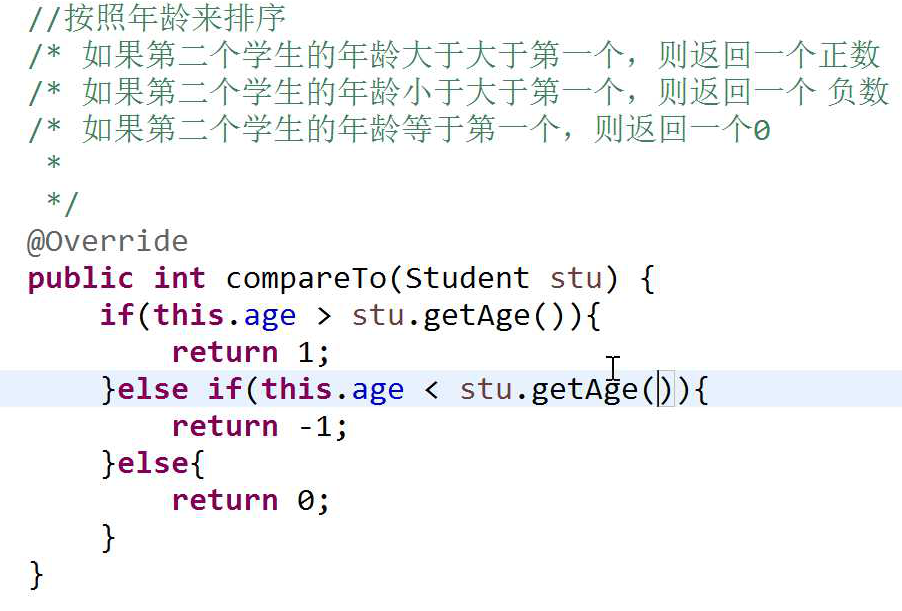 //按照年龄来排序
/* 如果第二个学生的年龄大于大于第一个，则返回一个正数
/* 如果第二个学生的年龄小于大于第一个，则返回一个 负数
/* 如果第二个学生的年龄等于第一个，则返回一个0
 *
 */
@Override
public int compareTo(Student stu) {
    if(this.age > stu.getAge()){
        return 1;
    }else if(this.age < stu.getAge()){
        return -1;
    }else{
        return 0;
    }
}